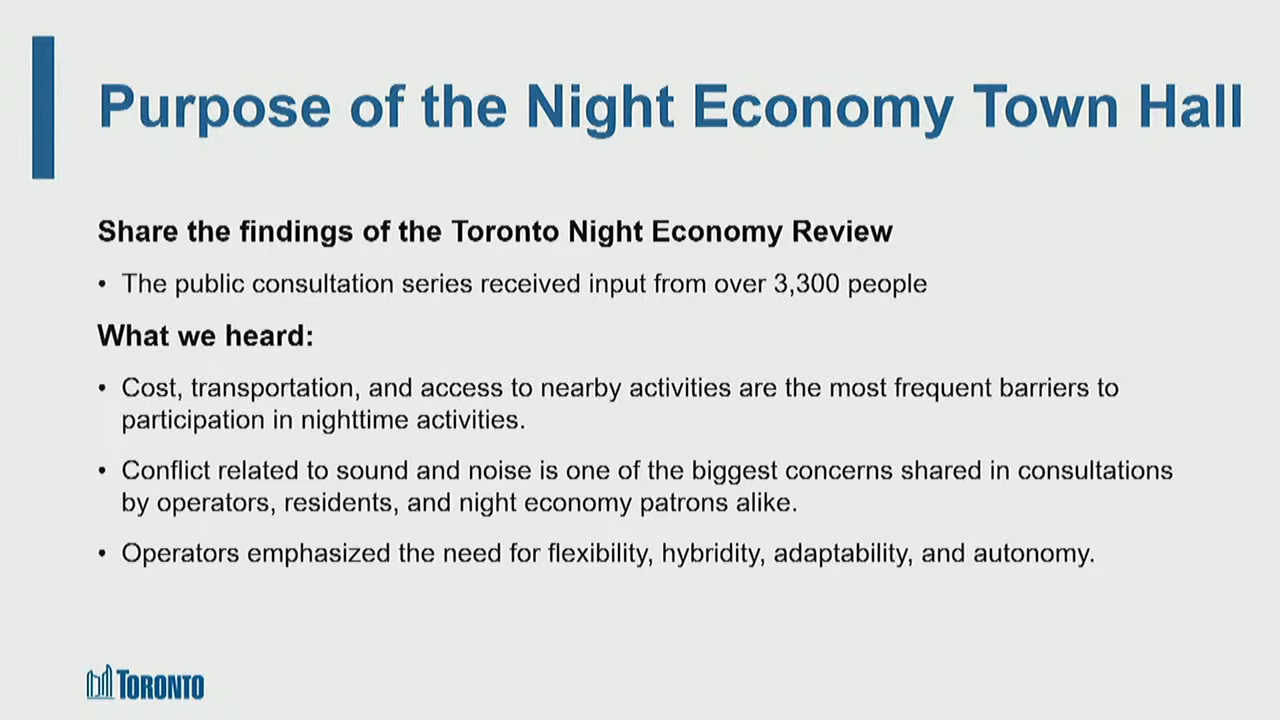 Purpose of the Night Economy Town Hall
Share the findings of the Toronto Night Economy Review
• The public consultation series received input from over 3,300 people
What we heard:
• Cost, transportation, and access to nearby activities are the most frequent barriers to
participation in nighttime activities.
• Conflict related to sound and noise is one of the biggest concerns shared in consultations
by operators, residents, and night economy patrons alike.
• Operators emphasized the need for flexibility, hybridity, adaptability, and autonomy.
TORONTO